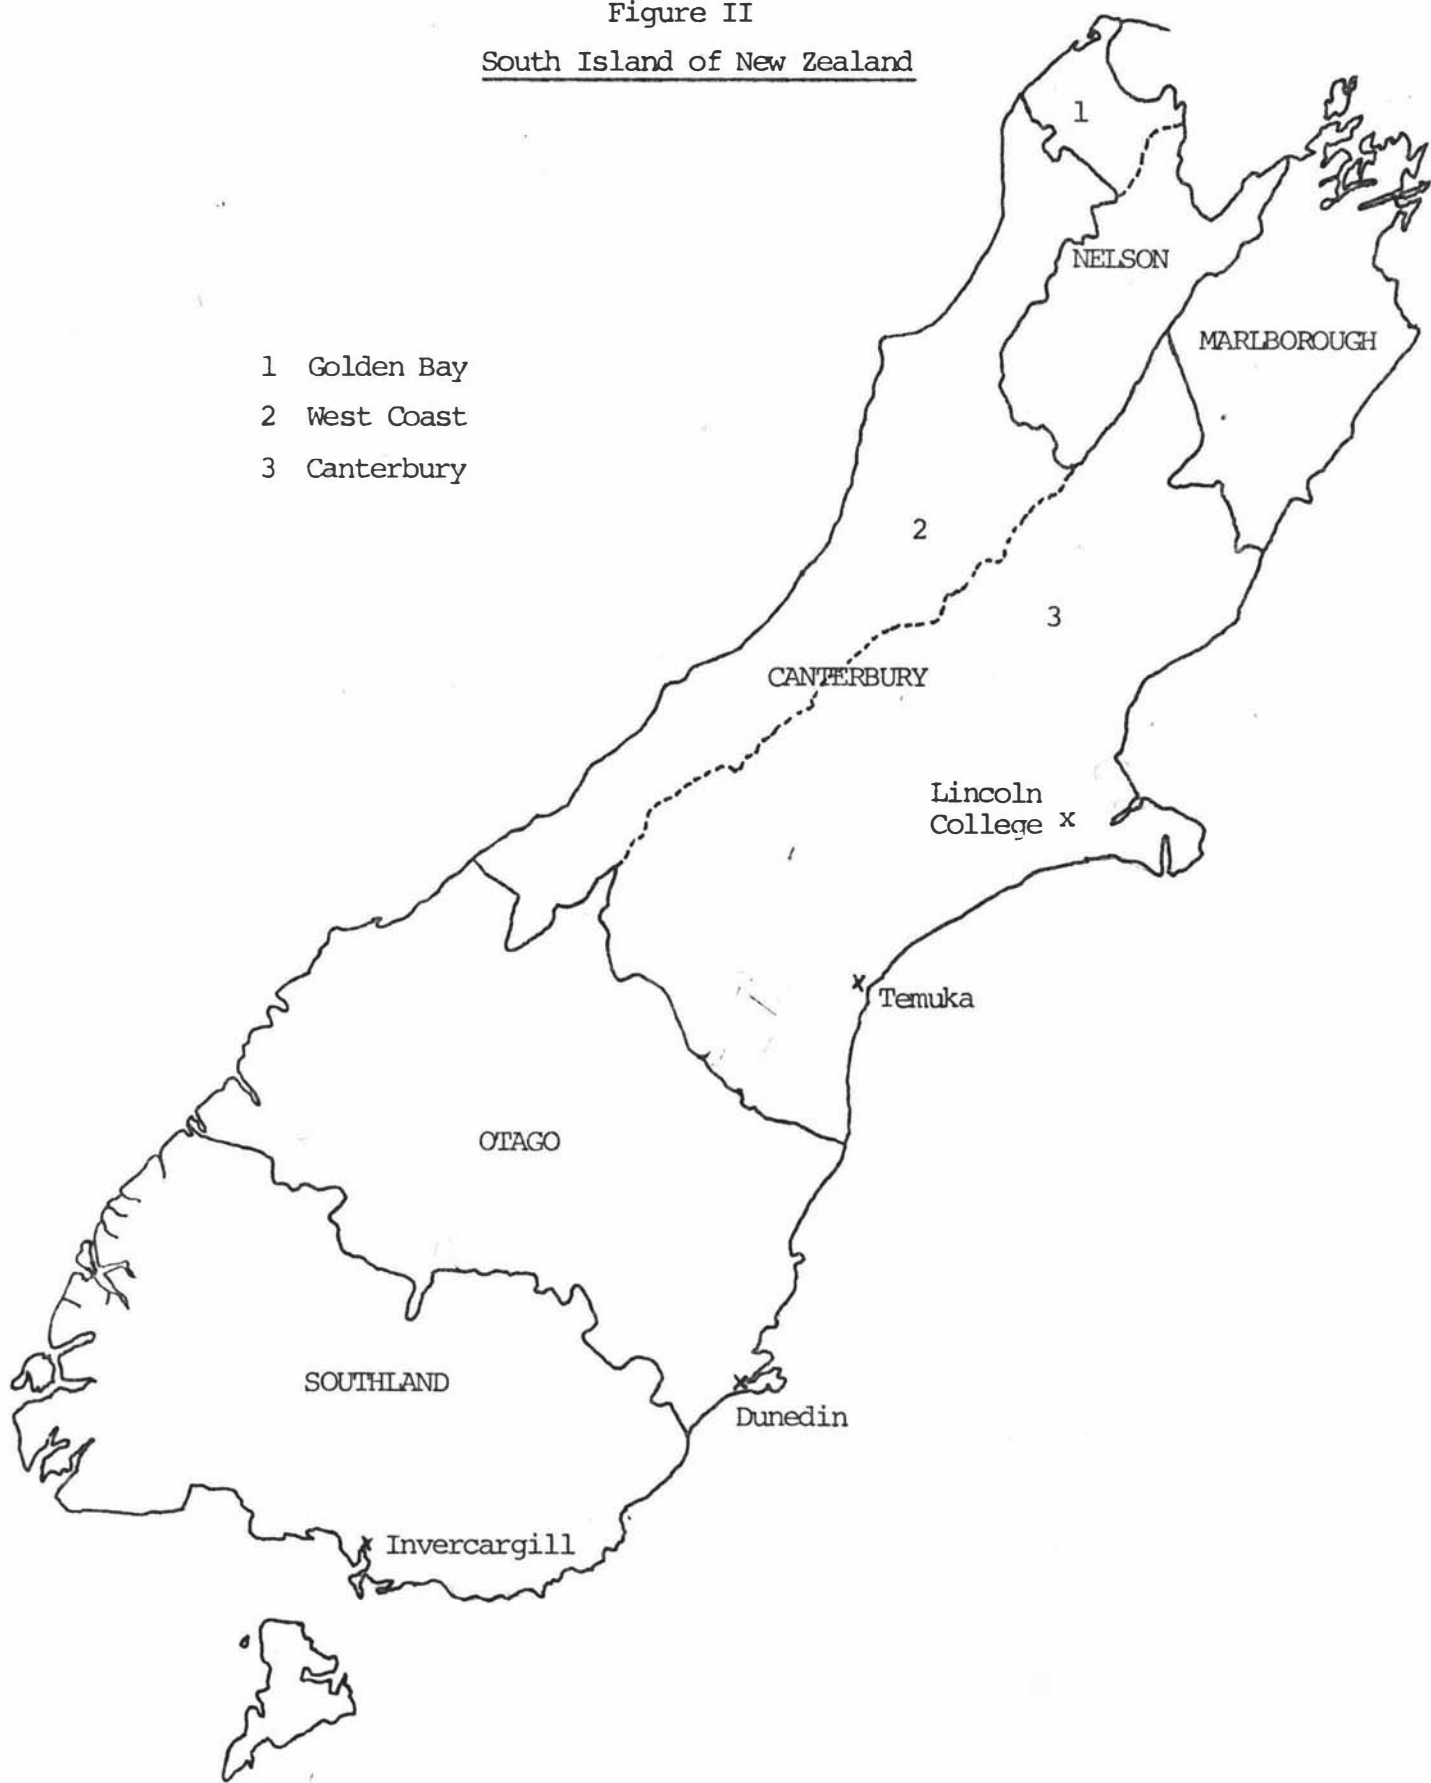 Figure II
South Island of New Zealand
1
NELSON
MARLBOROUGH
1 Golden Bay
2 West Coast
3 Canterbury
2
3
CANTERBURY
Lincoln
College x
x
Temuka
OTAGO
SOUTHLAND
x
Dunedin
x Invercargill